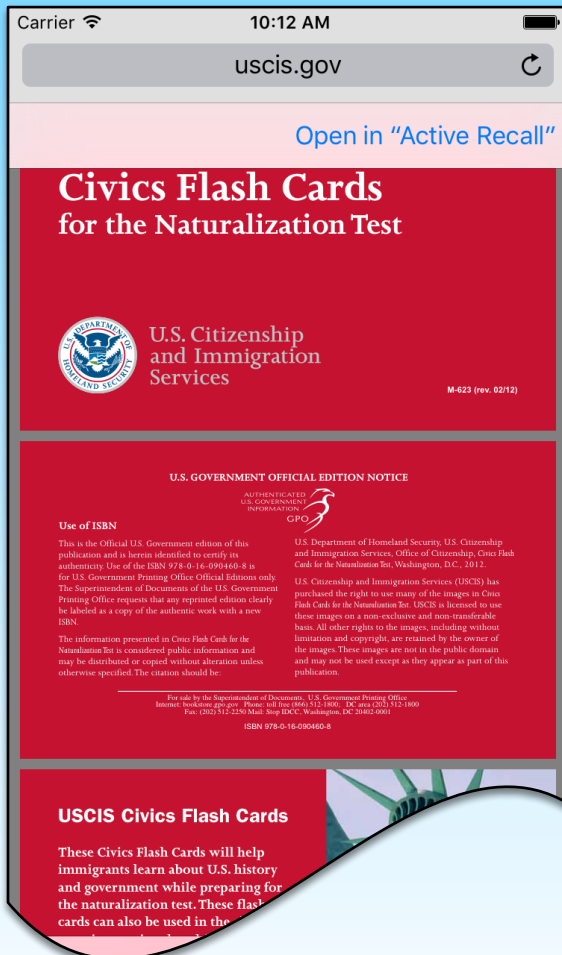 Carrier
10:12 AM
uscis.gov
Open in “Active Recall”
Civics Flash Cards
for the Naturalization Test
U.S. DEPARTMENT OF
HOMELAND SECURITY
U.S. Citizenship
and Immigration
Services
M-623 (rev. 02/12)
U.S. GOVERNMENT OFFICIAL EDITION NOTICE
AUTHENTICATED
U.S. GOVERNMENT
INFORMATION
GPO
Use of ISBN
This is the Official U.S. Government edition of this
publication and is herein identified to certify its
authenticity. Use of the ISBN 978-0-16-090460-8 is
for U.S. Government Printing Office Official Editions only.
The Superintendent of Documents of the U.S. Government
Printing Office requests that any reprinted edition clearly
be labeled as a copy of the authentic work with a new
ISBN.
The information presented in Civics Flash Cards for the
Naturalization Test is considered public information and
may be distributed or copied without alteration unless
otherwise specified. The citation should be:
U.S. Department of Homeland Security, U.S. Citizenship
and Immigration Services, Office of Citizenship, Civics Flash
Cards for the Naturalization Test, Washington, D.C., 2012.
U.S. Citizenship and Immigration Services (USCIS) has
purchased the right to use many of the images in Civics
Flash Cards for the Naturalization Test. USCIS is licensed to use
these images on a non-exclusive and non-transferable
basis. All other rights to the images, including without
limitation and copyright, are retained by the owner of
the images. These images are not in the public domain
and may not be used except as they appear as part of this
publication.
For sale by the Superintendent of Documents, U.S. Government Printing Office
Internet: bookstore.gpo.gov Phone: toll free (866) 512-1800; DC area (202) 512-1800
Fax: (202) 512-2250 Mail: Stop IDCC, Washington, DC 20402-0001
ISBN 978-0-16-090460-8
USCIS Civics Flash Cards
These Civics Flash Cards will help
immigrants learn about U.S. history
and government while preparing for
the naturalization test. These flash
cards can also be used in the